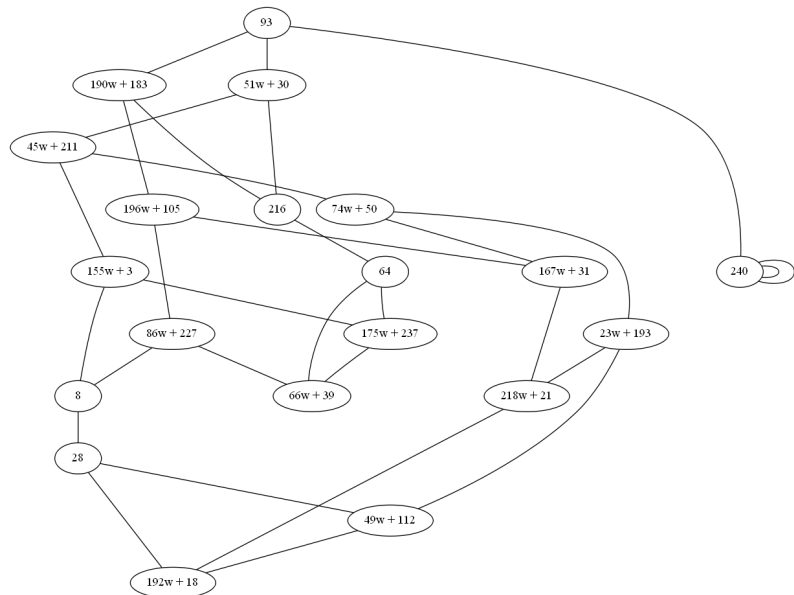 93
190w + 183
51w + 30
45w + 211
196w + 105
216
74w + 50
155w + 3
64
167w + 31
240
86w + 227
175w + 237
23w + 193
8
66w + 39
218w + 21
28
49w + 112
192w + 18